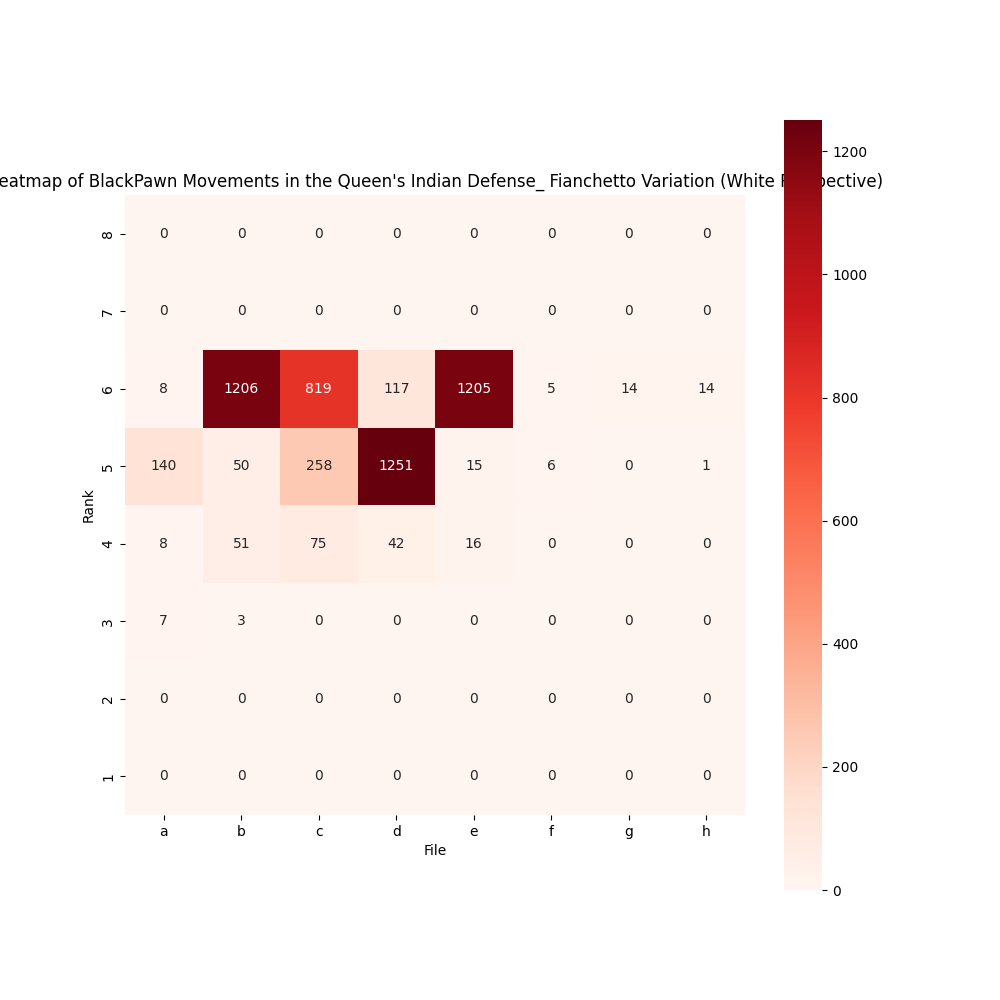 eatmap of BlackPawn Movements in the Queen's Indian Defense_ Fianchetto Variation (White P pective)
1200
1000
800
600
400
200
0
8 0 0 0 0 0 0 0 0
7 0 0 0 0 0 0 0 0
6 8 1206 819 117 1205 5 14 14
5 140 50 258 1251 15 6 0 1
Rank
4 8 51 75 42 16 0 0 0
3 7 3 0 0 0 0 0 0
2 0 0 0 0 0 0 0 0
1 0 0 0 0 0 0 0 0
a b c d e f g h
File